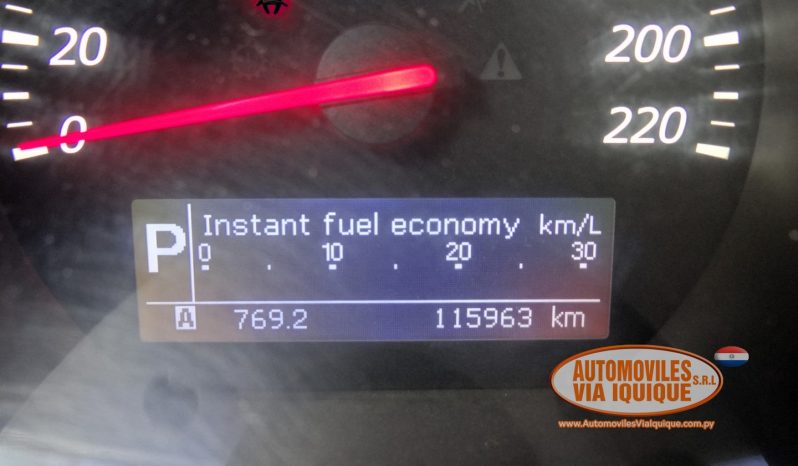 20 200
0 220
P Instant fuel economy km/L
0 10 20 30
A 769.2 115963 km
AUTOMOVILES
VIA IQUIQUE S.R.L
www.AutomovilesViaIquique.com.py